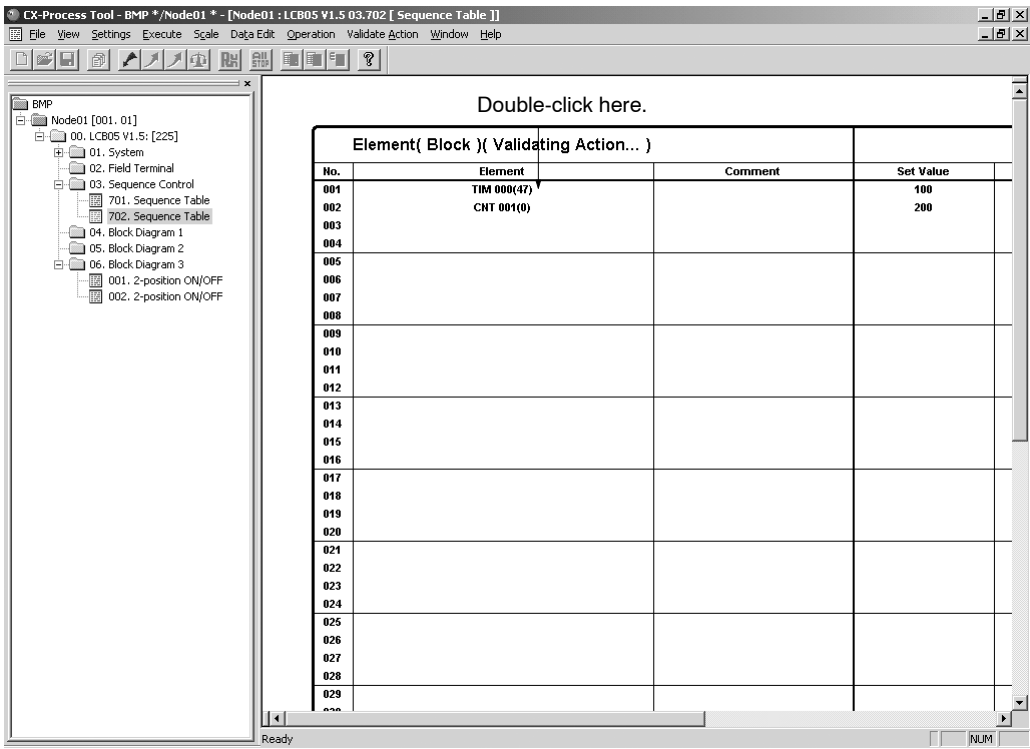 CX-Process Tool - BMP */Node01 * - [Node01 : LCB05 V1.5 03.702 [ Sequence Table ]]
File View Settings Execute Scale Data Edit Operation Validate Action Window Help
RUN ALL STOP ?
BMP
Node01 [001. 01]
00. LCB05 V1.5: [225]
01. System
02. Field Terminal
03. Sequence Control
701. Sequence Table
702. Sequence Table
04. Block Diagram 1
05. Block Diagram 2
06. Block Diagram 3
001. 2-position ON/OFF
002. 2-position ON/OFF
Double-click here.
Element( Block )( Validating Action... )
No. Element Comment Set Value
001 TIM 000(47) 100
002 CNT 001(0) 200
003
004
005
006
007
008
009
010
011
012
013
014
015
016
017
018
019
020
021
022
023
024
025
026
027
028
029
Ready NUM